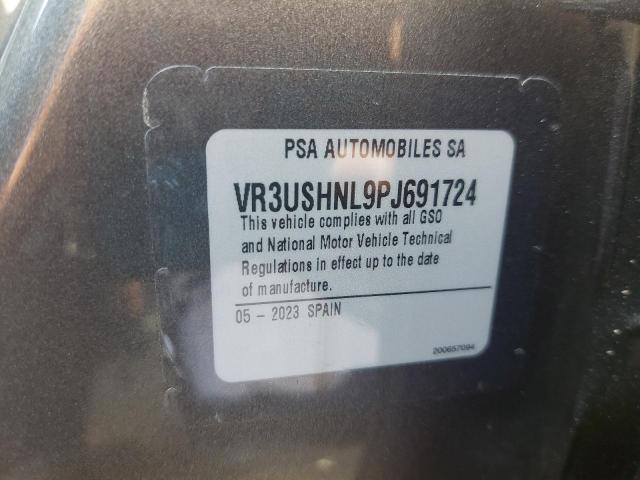 PSA AUTOMOBILES SA
VR3USHNL9PJ691724
This vehicle complies with all GSO
and National Motor Vehicle Technical
Regulations in effect up to the date
of manufacture.
05 - 2023 SPAIN
200657094